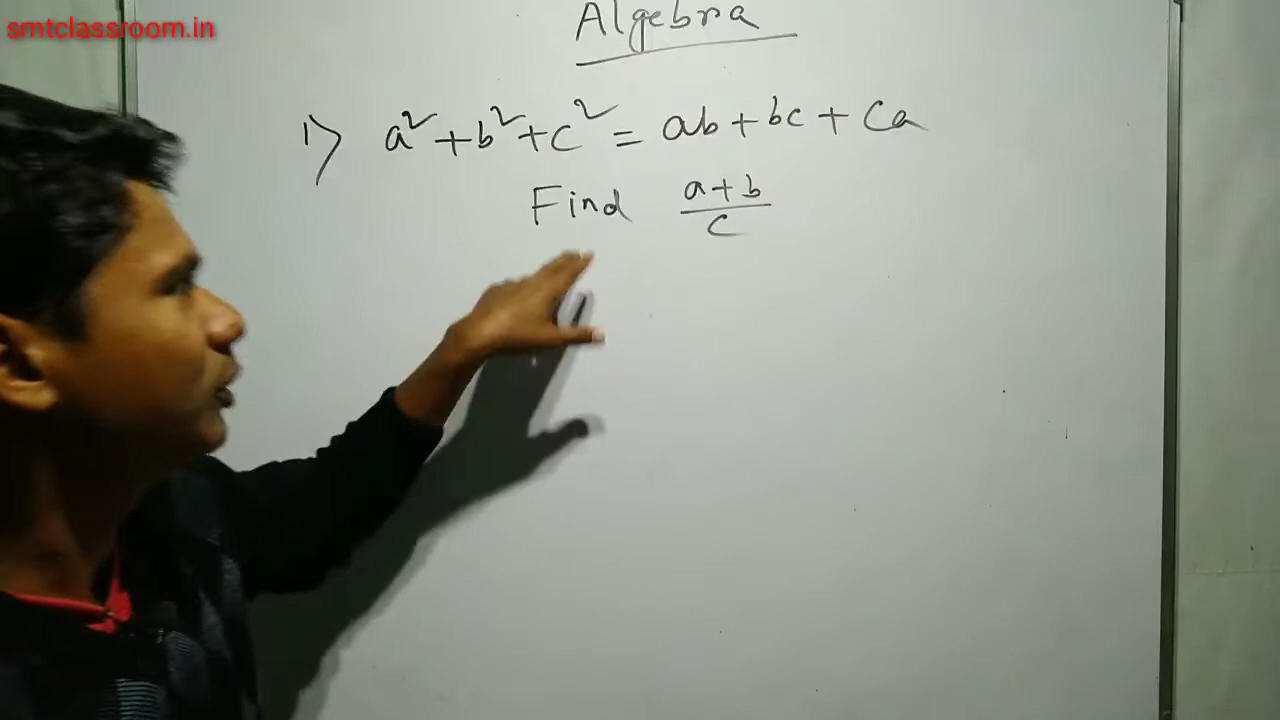 smtclassroom.in
Algebra
1) a²+b²+c² = ab+bc+ca
Find (a+b)/c